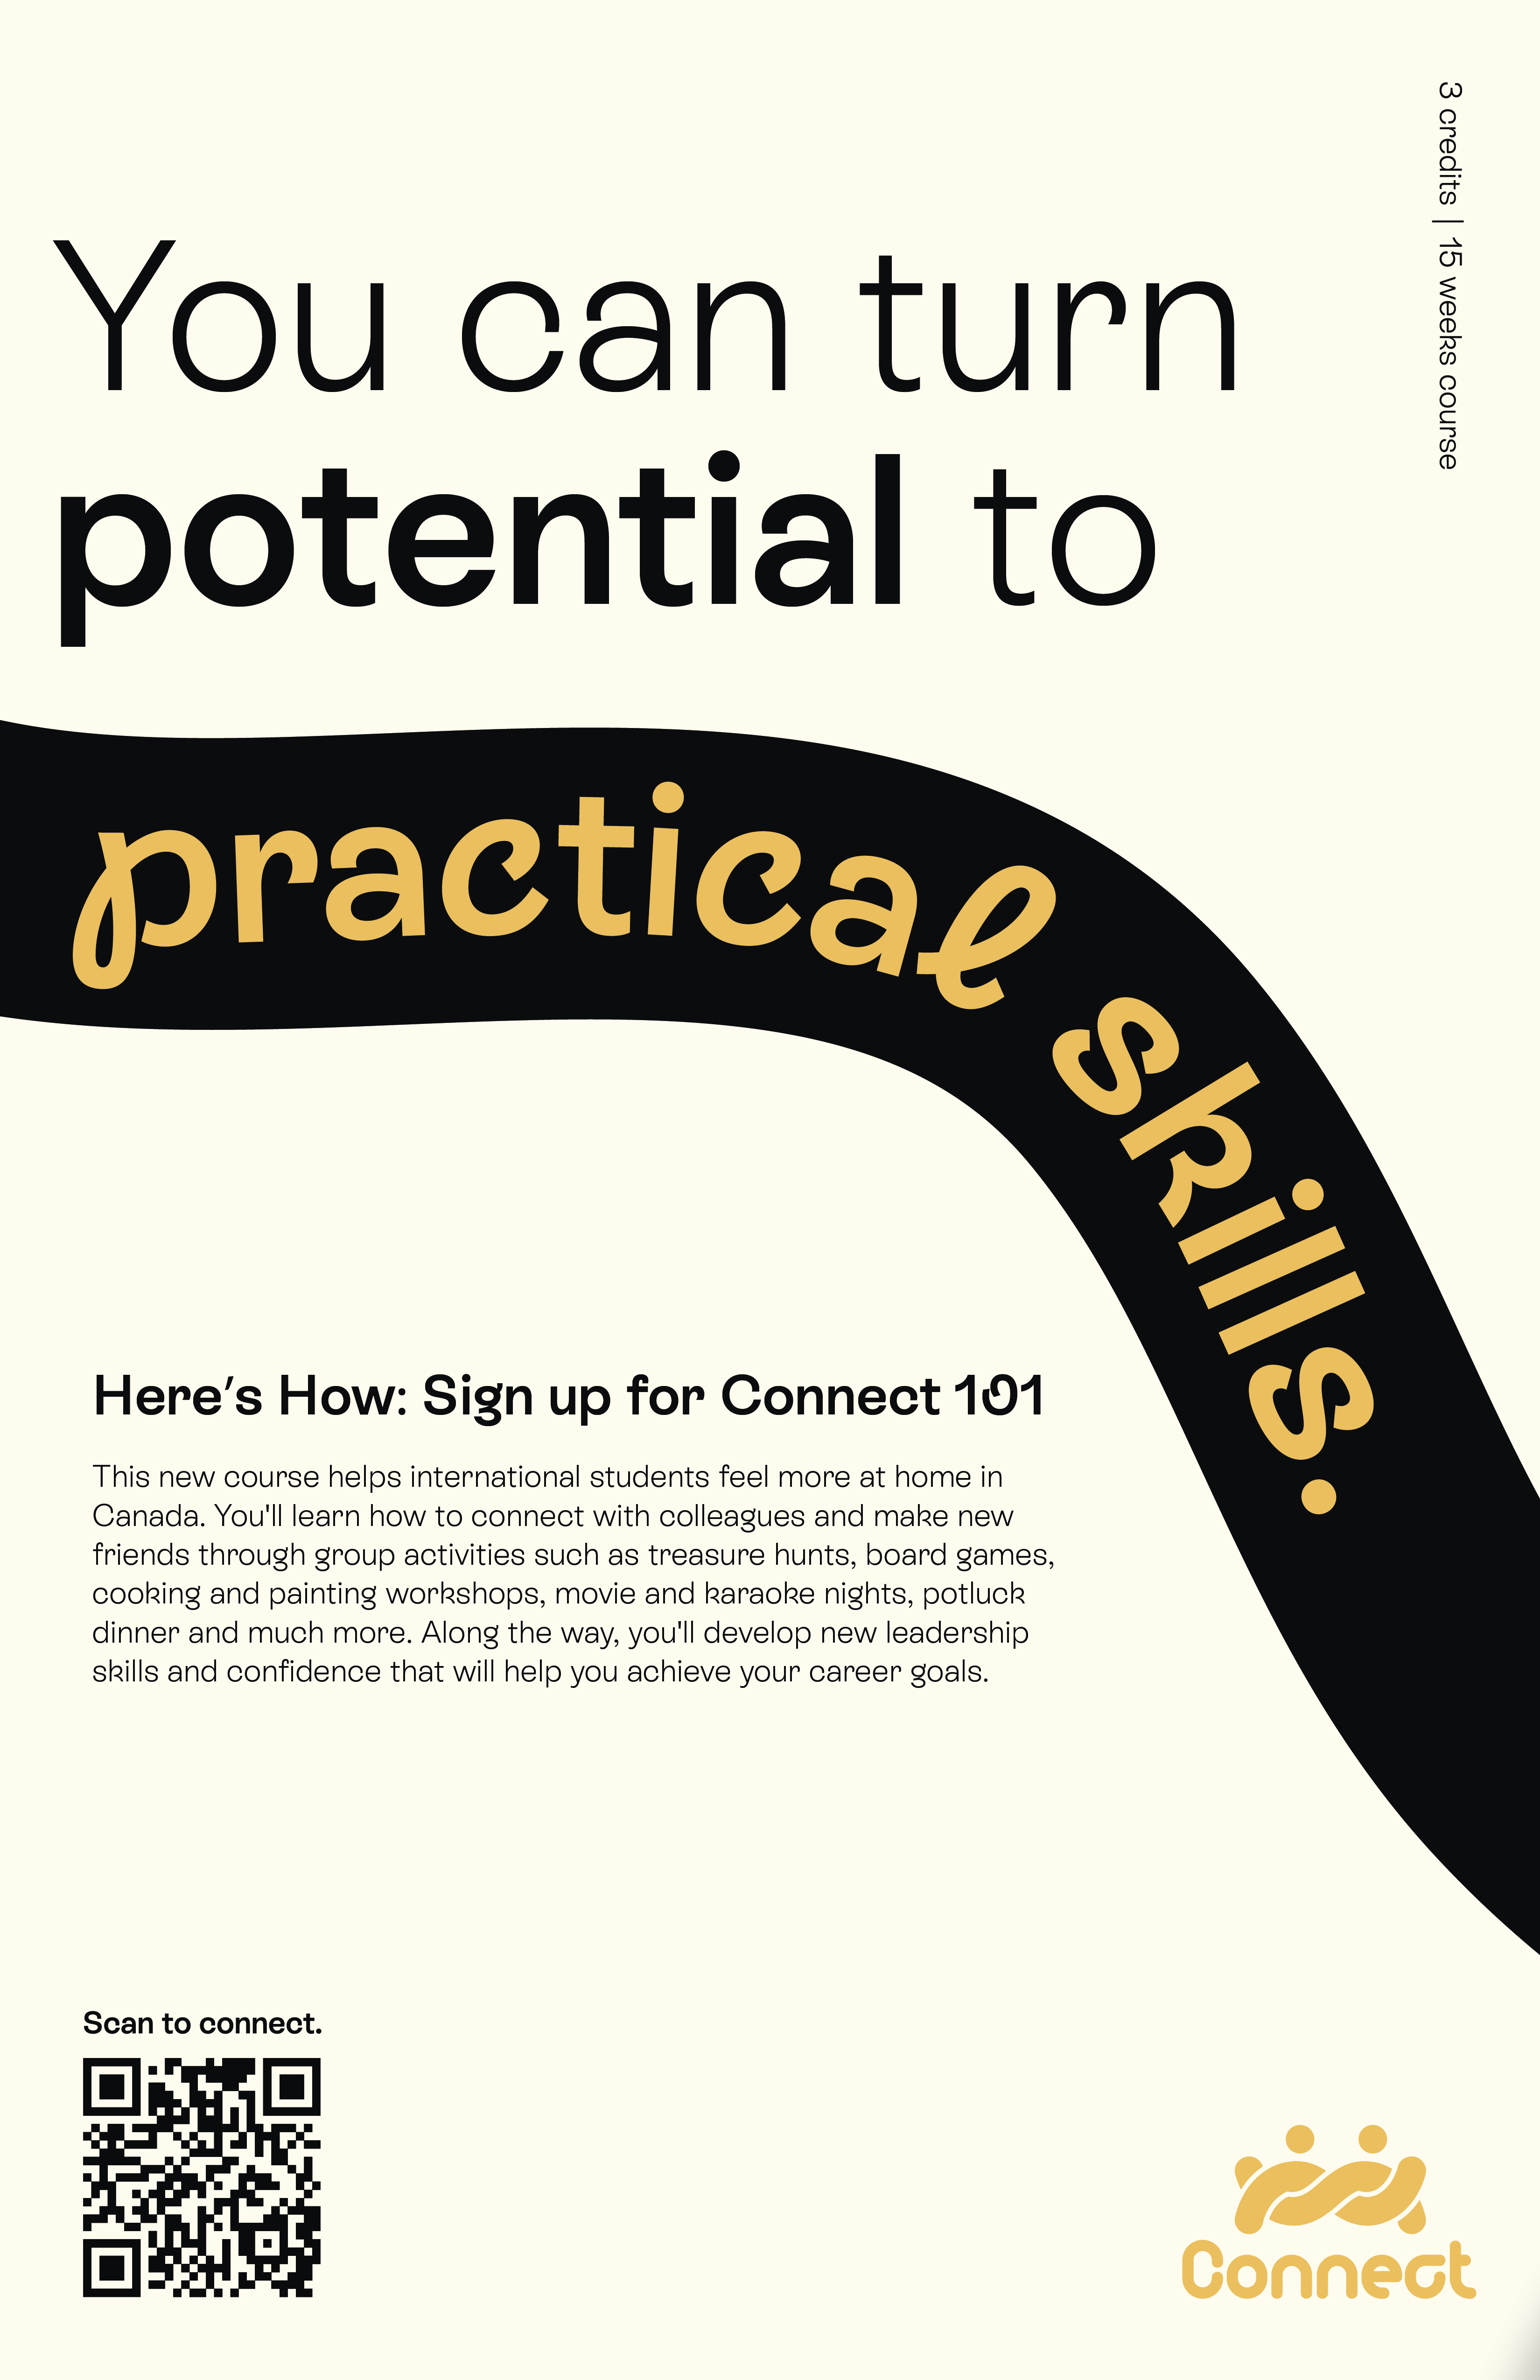 3 credits | 15 weeks course
You can turn
potential to
practical skills.
Here's How: Sign up for Connect 101
This new course helps international students feel more at home in
Canada. You'll learn how to connect with colleagues and make new
friends through group activities such as treasure hunts, board games,
cooking and painting workshops, movie and karaoke nights, potluck
dinner and much more. Along the way, you'll develop new leadership
skills and confidence that will help you achieve your career goals.
Scan to connect.
Connect